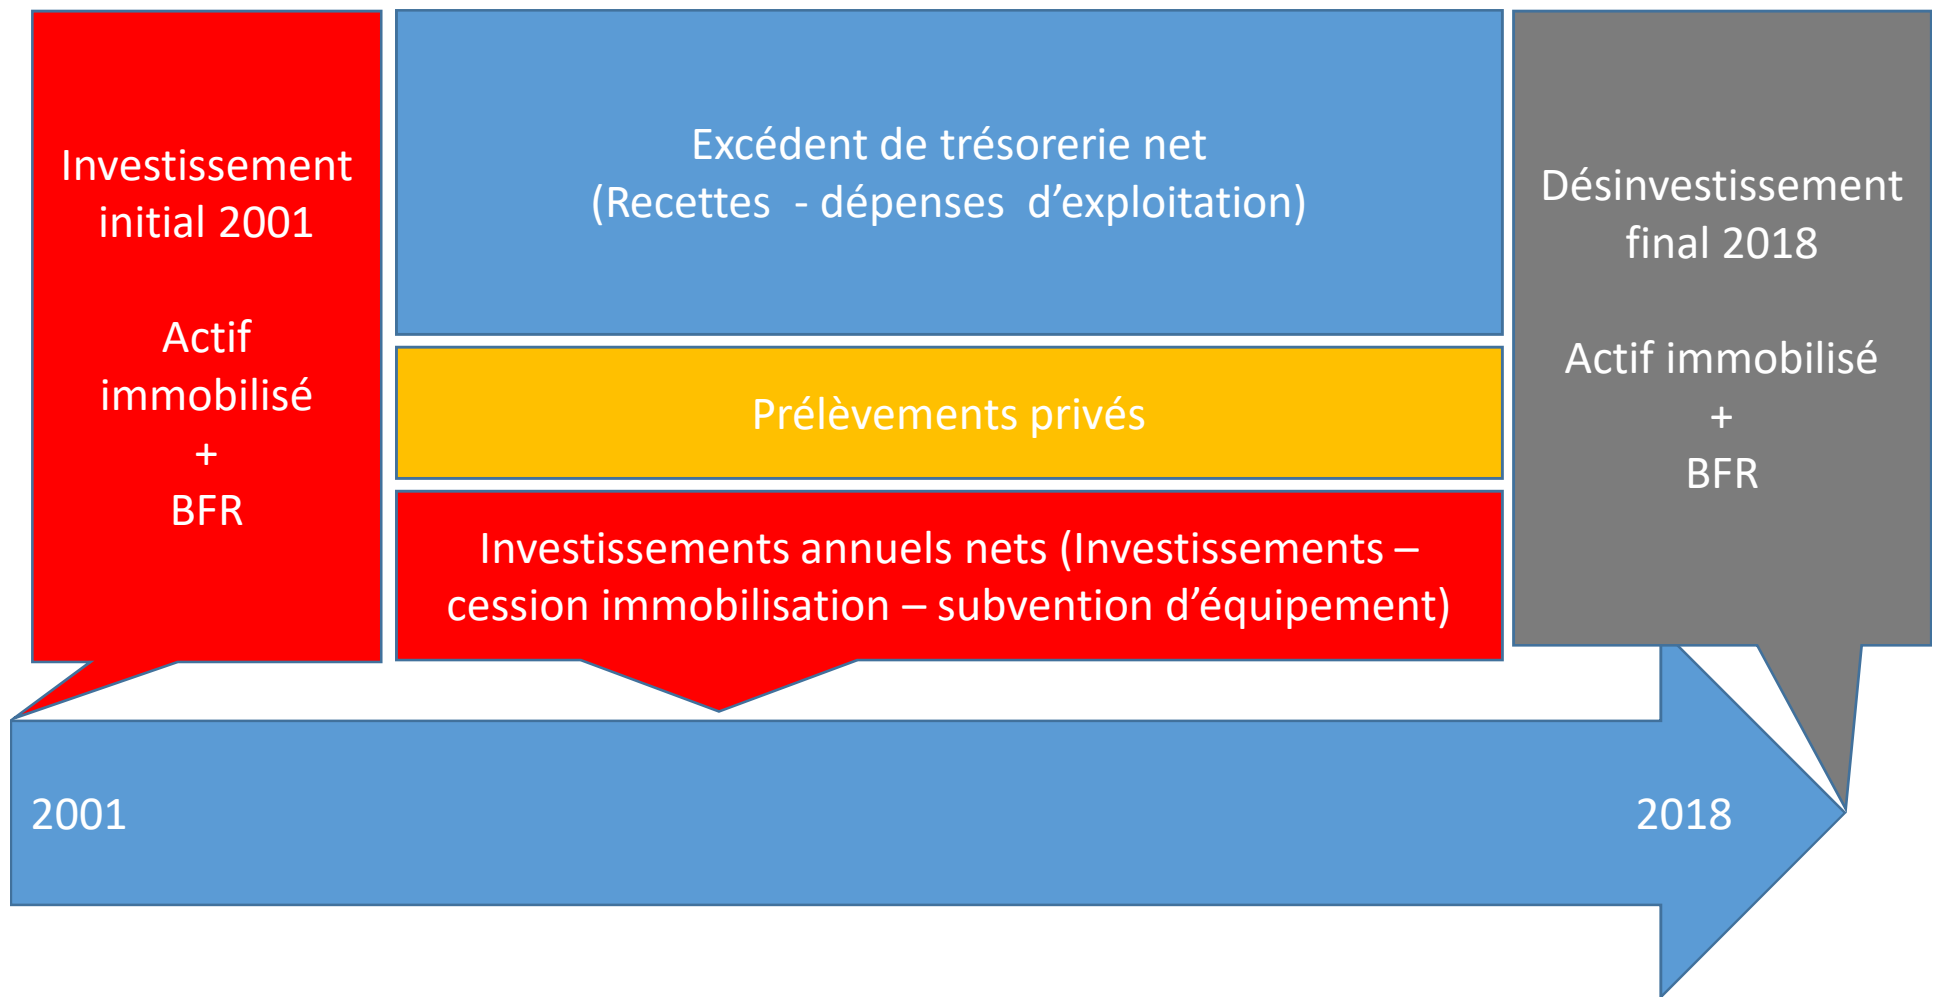 Investissement
initial 2001
Actif
immobilisé
+
BFR
Excédent de trésorerie net
(Recettes - dépenses d’exploitation)
Prélèvements privés
Investissements annuels nets (Investissements –
cession immobilisation – subvention d’équipement)
Désinvestissement
final 2018
Actif immobilisé
+
BFR
2001
2018